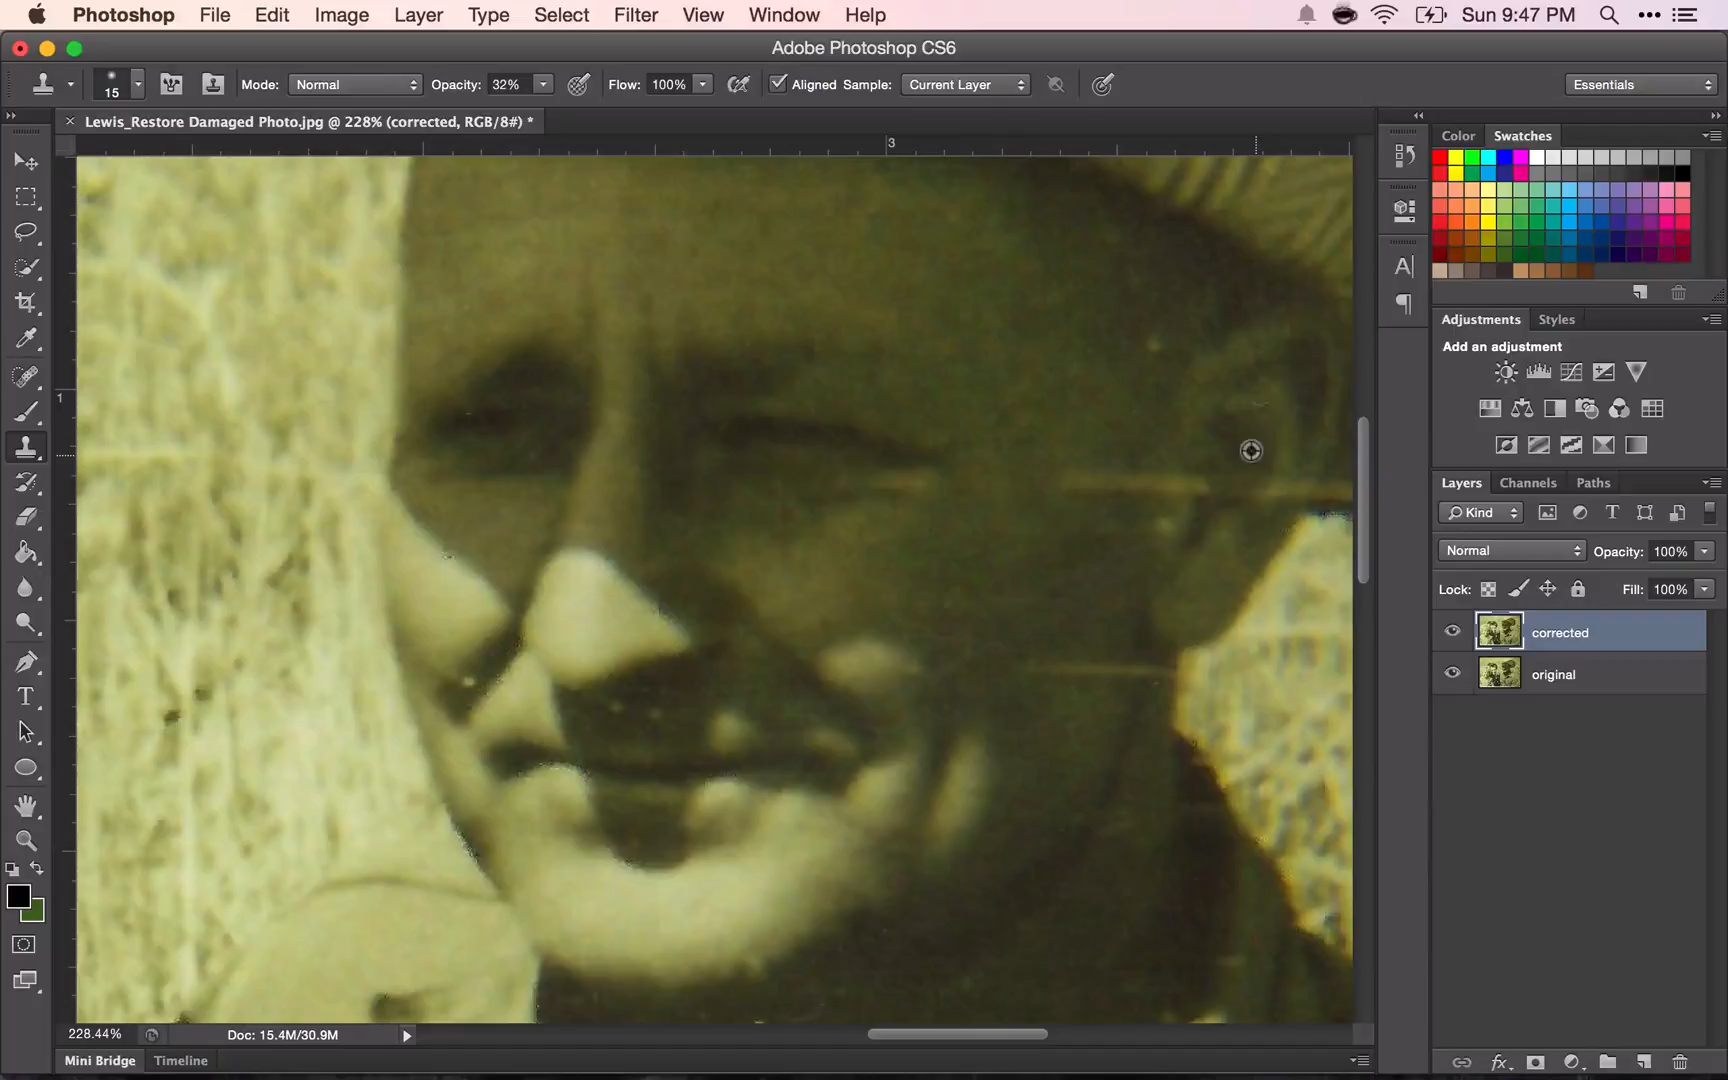 Photoshop File Edit Image Layer Type Select Filter View Window Help Sun 9:47 PM
Adobe Photoshop CS6
15 Mode: Normal Opacity: 32% Flow: 100% Aligned Sample: Current Layer Essentials
Lewis_Restore Damaged Photo.jpg @ 228% (corrected, RGB/8#) *
3
1
Color Swatches
Adjustments Styles
Add an adjustment
Layers Channels Paths
Kind
Normal Opacity: 100%
Lock: Fill: 100%
corrected
original
228.44% Doc: 15.4M/30.9M
Mini Bridge Timeline